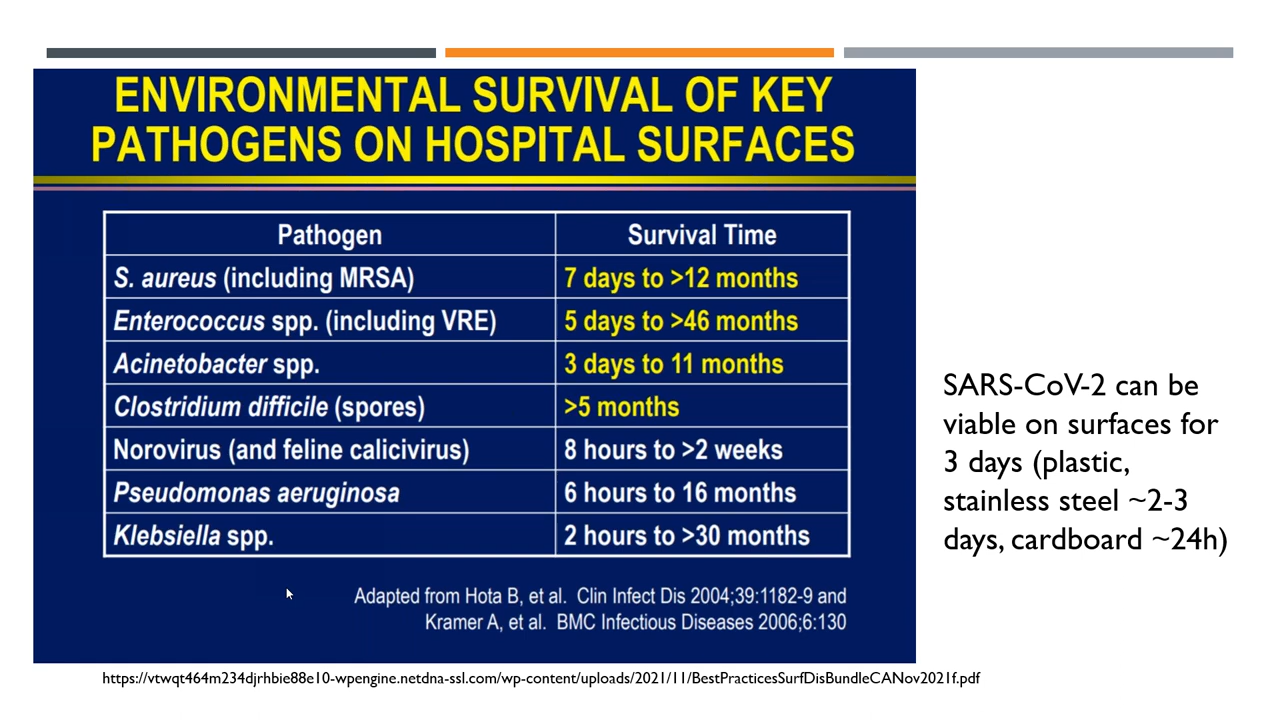 ENVIRONMENTAL SURVIVAL OF KEY
PATHOGENS ON HOSPITAL SURFACES
Pathogen Survival Time
S. aureus (including MRSA) 7 days to >12 months
Enterococcus spp. (including VRE) 5 days to >46 months
Acinetobacter spp. 3 days to 11 months
Clostridium difficile (spores) >5 months
Norovirus (and feline calicivirus) 8 hours to >2 weeks
Pseudomonas aeruginosa 6 hours to 16 months
Klebsiella spp. 2 hours to >30 months
Adapted from Hota B, et al. Clin Infect Dis 2004;39:1182-9 and
Kramer A, et al. BMC Infectious Diseases 2006;6:130
SARS-CoV-2 can be
viable on surfaces for
3 days (plastic,
stainless steel ~2-3
days, cardboard ~24h)
https://vtwqt464m234djrhbie88e10-wpengine.netdna-ssl.com/wp-content/uploads/2021/11/BestPracticesSurfDisBundleCANov2021f.pdf